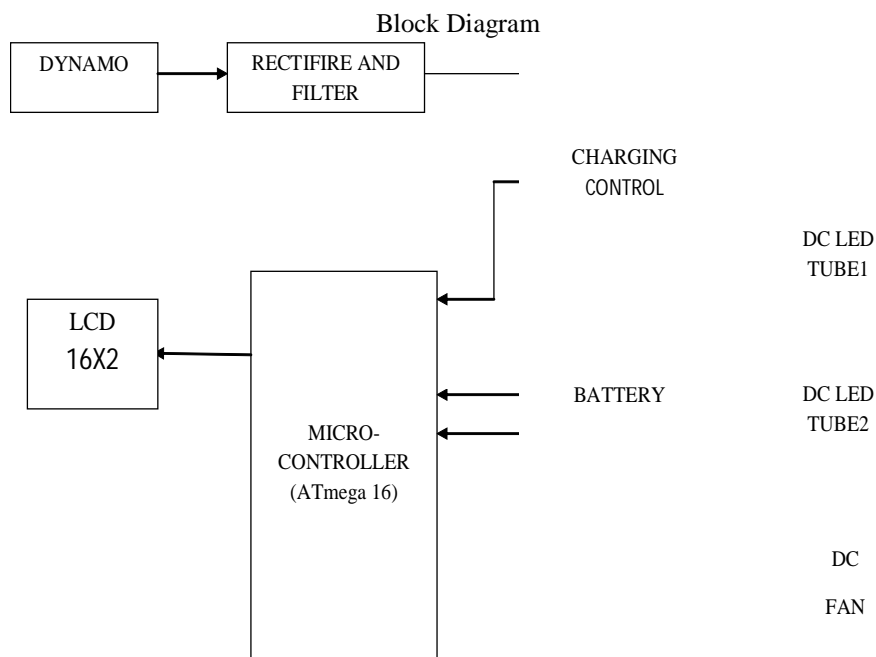 Block Diagram
DYNAMO
RECTIFIRE AND
FILTER
CHARGING
CONTROL
DC LED
TUBE1
LCD
16X2
BATTERY
DC LED
TUBE2
MICRO-
CONTROLLER
(ATmega 16)
DC
FAN